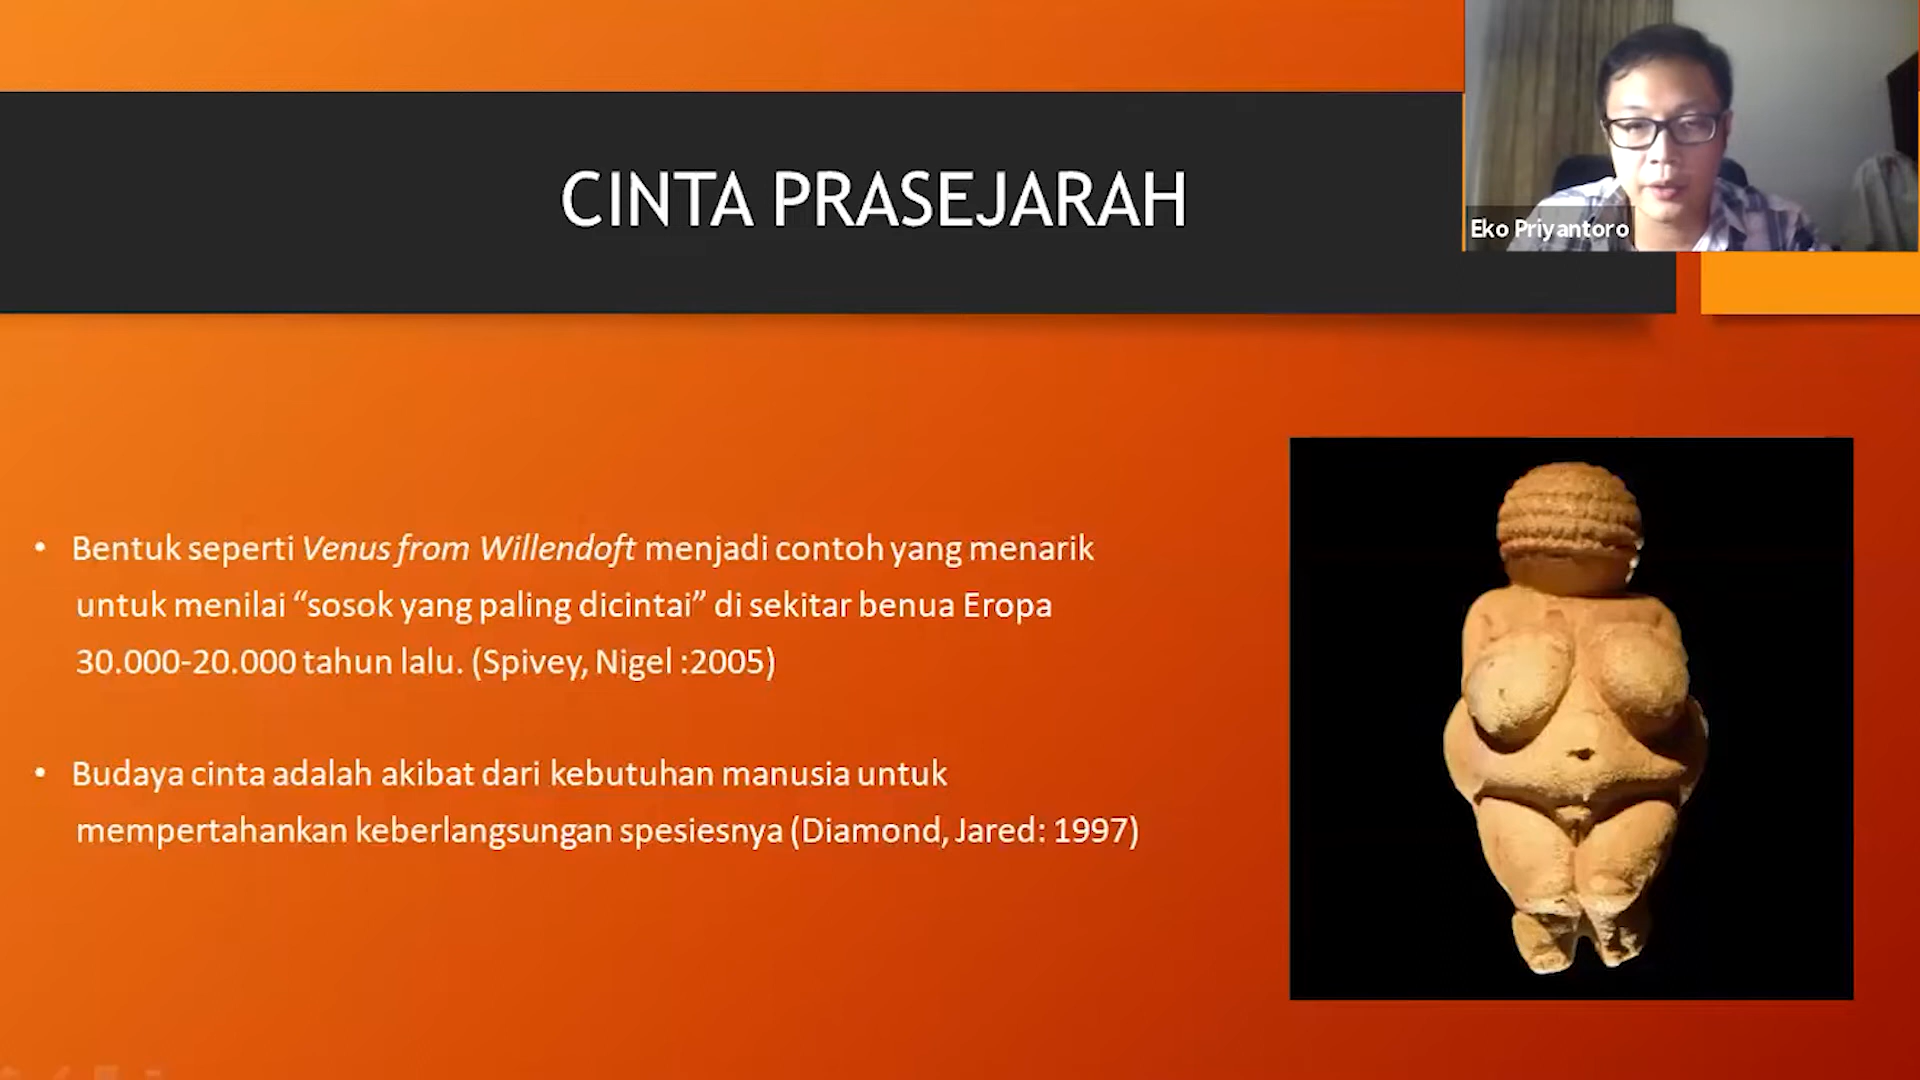 CINTA PRASEJARAH
Eko Priyantoro
• Bentuk seperti Venus from Willendoft menjadi contoh yang menarik
untuk menilai “sosok yang paling dicintai” di sekitar benua Eropa
30.000-20.000 tahun lalu. (Spivey, Nigel :2005)
• Budaya cinta adalah akibat dari kebutuhan manusia untuk
mempertahankan keberlangsungan spesiesnya (Diamond, Jared: 1997)